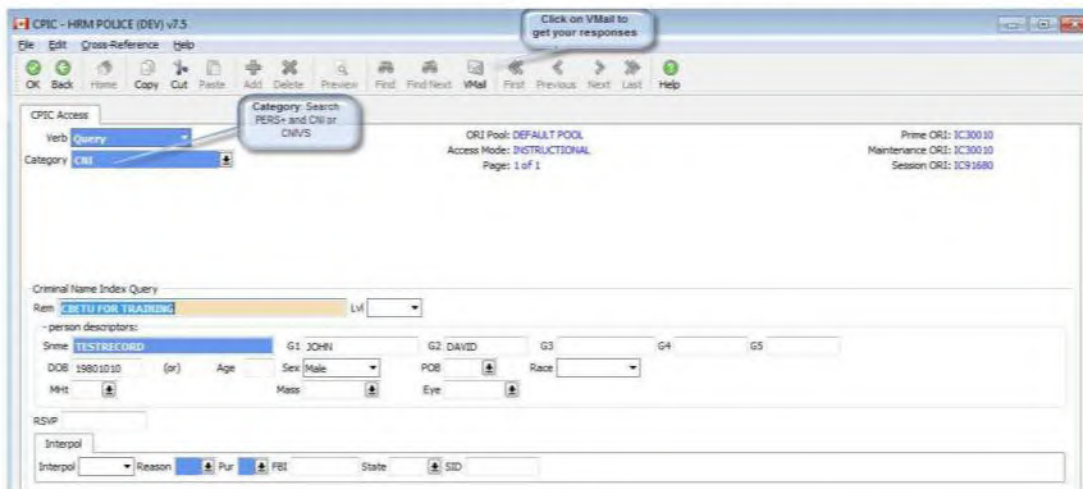 CPIC - HRM POLICE (DEV) v7.5
Click on VMail to
get your responses
File Edit Cross-Reference Help
OK Back Home Copy Cut Paste Add Delete Preview Find Find Next VMail First Previous Next Last Help
CPIC Access
Category: Search
PERS+ and CNI or
CNI/VS
Verb Query
ORI Pool: DEFAULT POOL
Prime ORI: IC30010
Category CNI
Access Mode: INSTRUCTIONAL
Maintenance ORI: IC30010
Page: 1 of 1
Session ORI: IC91680
Criminal Name Index Query
Rem CBETU FOR TRAINING Lvl
- person descriptors:
Snme TESTRECORD G1 JOHN G2 DAVID G3 G4 G5
DOB 19801010 (or) Age Sex Male POB Race
MHt Mass Eye
RSVP
Interpol
Interpol Reason Pur FBI State SID